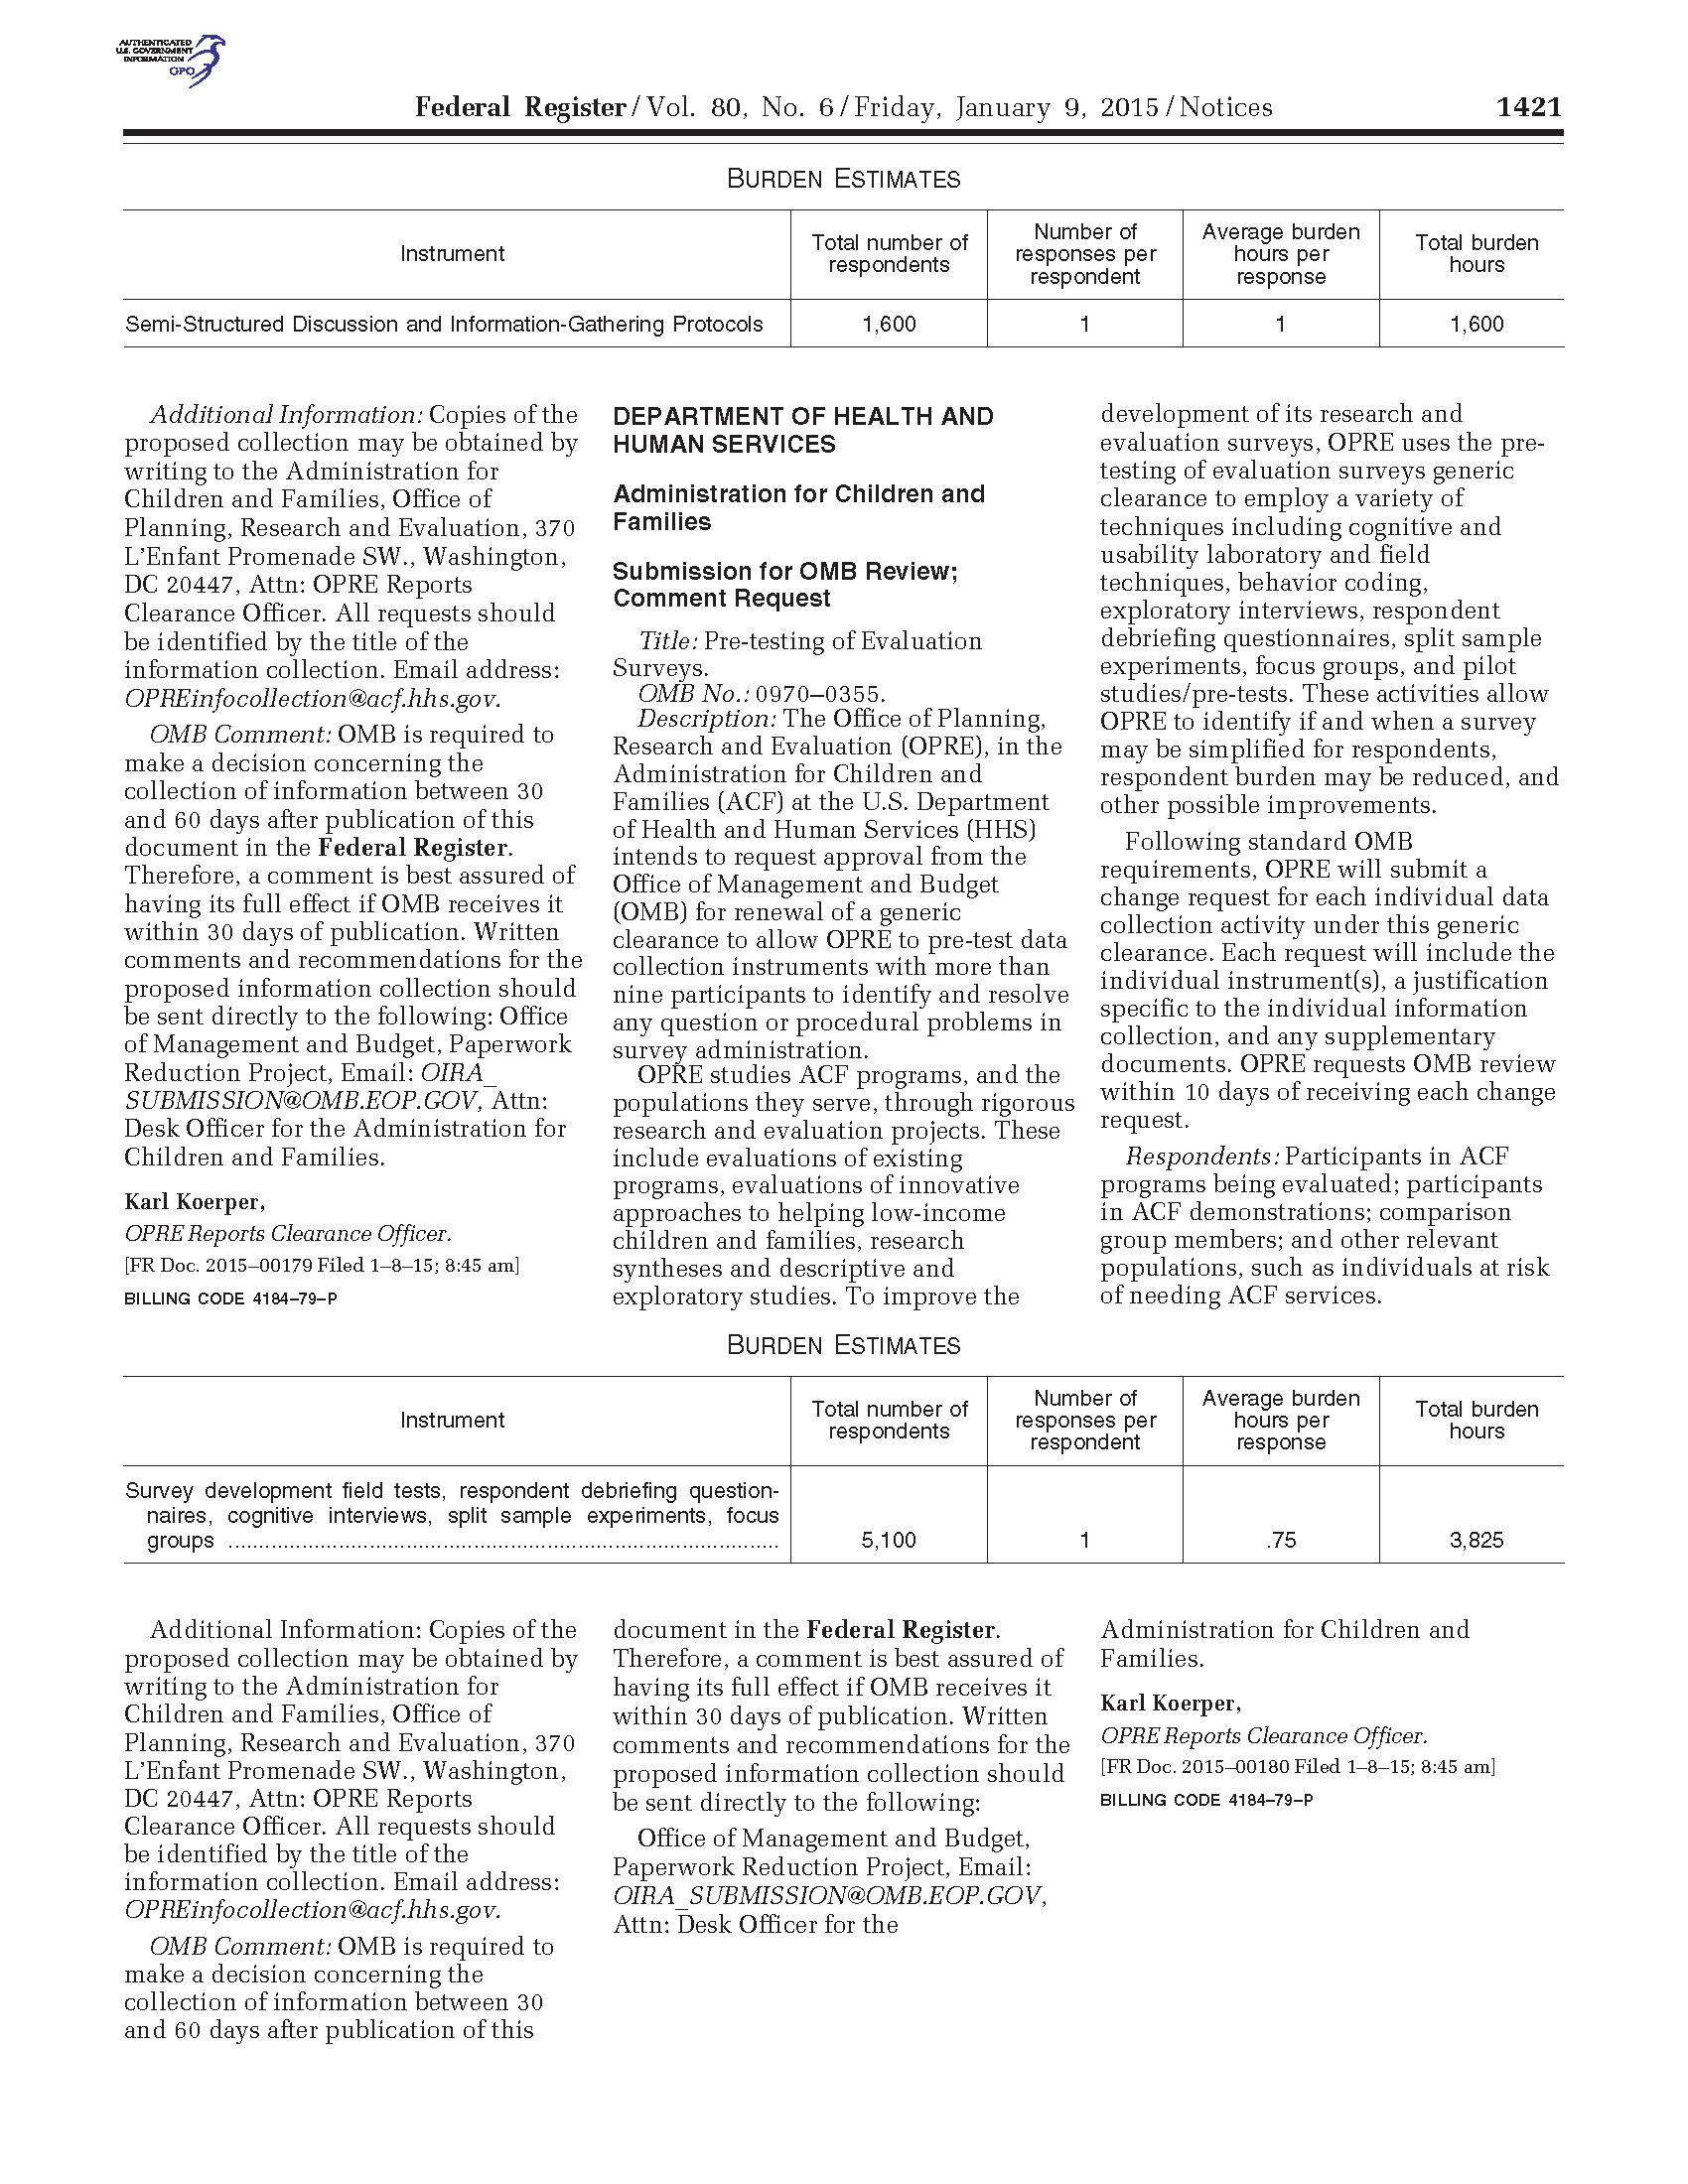 AUTHENTICATED
U.S. GOVERNMENT
INFORMATION
GPO
Federal Register / Vol. 80, No. 6 / Friday, January 9, 2015 / Notices 1421
BURDEN ESTIMATES
Instrument
Total number of
respondents
Number of
responses per
respondent
Average burden
hours per
response
Total burden
hours
Semi-Structured Discussion and Information-Gathering Protocols 1,600 1 1 1,600
Additional Information: Copies of the
proposed collection may be obtained by
writing to the Administration for
Children and Families, Office of
Planning, Research and Evaluation, 370
L'Enfant Promenade SW., Washington,
DC 20447, Attn: OPRE Reports
Clearance Officer. All requests should
be identified by the title of the
information collection. Email address:
OPREinfocollection@acf.hhs.gov.
OMB Comment: OMB is required to
make a decision concerning the
collection of information between 30
and 60 days after publication of this
document in the Federal Register.
Therefore, a comment is best assured of
having its full effect if OMB receives it
within 30 days of publication. Written
comments and recommendations for the
proposed information collection should
be sent directly to the following: Office
of Management and Budget, Paperwork
Reduction Project, Email: OIRA_
SUBMISSION@OMB.EOP.GOV, Attn:
Desk Officer for the Administration for
Children and Families.
Karl Koerper,
OPRE Reports Clearance Officer.
[FR Doc. 2015–00179 Filed 1–8–15; 8:45 am]
BILLING CODE 4184–79–P
DEPARTMENT OF HEALTH AND
HUMAN SERVICES
Administration for Children and
Families
Submission for OMB Review;
Comment Request
Title: Pre-testing of Evaluation
Surveys.
OMB No.: 0970–0355.
Description: The Office of Planning,
Research and Evaluation (OPRE), in the
Administration for Children and
Families (ACF) at the U.S. Department
of Health and Human Services (HHS)
intends to request approval from the
Office of Management and Budget
(OMB) for renewal of a generic
clearance to allow OPRE to pre-test data
collection instruments with more than
nine participants to identify and resolve
any question or procedural problems in
survey administration.
OPRE studies ACF programs, and the
populations they serve, through rigorous
research and evaluation projects. These
include evaluations of existing
programs, evaluations of innovative
approaches to helping low-income
children and families, research
syntheses and descriptive and
exploratory studies. To improve the
development of its research and
evaluation surveys, OPRE uses the pre-
testing of evaluation surveys generic
clearance to employ a variety of
techniques including cognitive and
usability laboratory and field
techniques, behavior coding,
exploratory interviews, respondent
debriefing questionnaires, split sample
experiments, focus groups, and pilot
studies/pre-tests. These activities allow
OPRE to identify if and when a survey
may be simplified for respondents,
respondent burden may be reduced, and
other possible improvements.
Following standard OMB
requirements, OPRE will submit a
change request for each individual data
collection activity under this generic
clearance. Each request will include the
individual instrument(s), a justification
specific to the individual information
collection, and any supplementary
documents. OPRE requests OMB review
within 10 days of receiving each change
request.
Respondents: Participants in ACF
programs being evaluated; participants
in ACF demonstrations; comparison
group members; and other relevant
populations, such as individuals at risk
of needing ACF services.
BURDEN ESTIMATES
Instrument
Total number of
respondents
Number of
responses per
respondent
Average burden
hours per
response
Total burden
hours
Survey development field tests, respondent debriefing question-
naires, cognitive interviews, split sample experiments, focus
groups .......................................................................................... 5,100 1 .75 3,825
Additional Information: Copies of the
proposed collection may be obtained by
writing to the Administration for
Children and Families, Office of
Planning, Research and Evaluation, 370
L'Enfant Promenade SW., Washington,
DC 20447, Attn: OPRE Reports
Clearance Officer. All requests should
be identified by the title of the
information collection. Email address:
OPREinfocollection@acf.hhs.gov.
OMB Comment: OMB is required to
make a decision concerning the
collection of information between 30
and 60 days after publication of this
document in the Federal Register.
Therefore, a comment is best assured of
having its full effect if OMB receives it
within 30 days of publication. Written
comments and recommendations for the
proposed information collection should
be sent directly to the following:
Office of Management and Budget,
Paperwork Reduction Project, Email:
OIRA_SUBMISSION@OMB.EOP.GOV,
Attn: Desk Officer for the
Administration for Children and
Families.
Karl Koerper,
OPRE Reports Clearance Officer.
[FR Doc. 2015–00180 Filed 1–8–15; 8:45 am]
BILLING CODE 4184–79–P